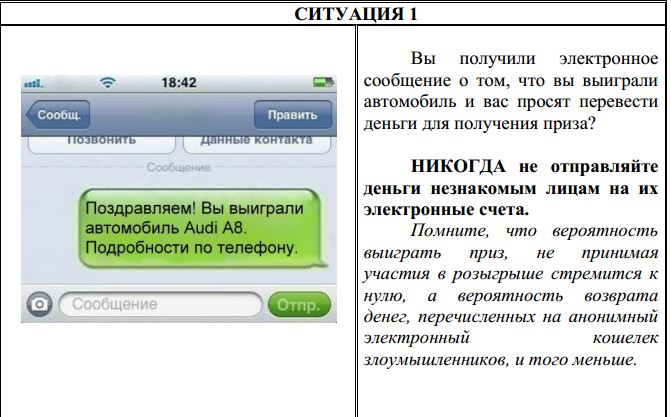 СИТУАЦИЯ 1
18:42
Сообщ.
Править
Позвонить
Данные контакта
Сообщение
Поздравляем! Вы выиграли
автомобиль Audi A8.
Подробности по телефону.
Сообщение
Отпр.
Вы получили электронное
сообщение о том, что вы выиграли
автомобиль и вас просят перевести
деньги для получения приза?
НИКОГДА не отправляйте
деньги незнакомым лицам на их
электронные счета.
Помните, что вероятность
выиграть приз, не принимая
участия в розыгрыше стремится к
нулю, а вероятность возврата
денег, перечисленных на анонимный
электронный кошелек
злоумышленников, и того меньше.